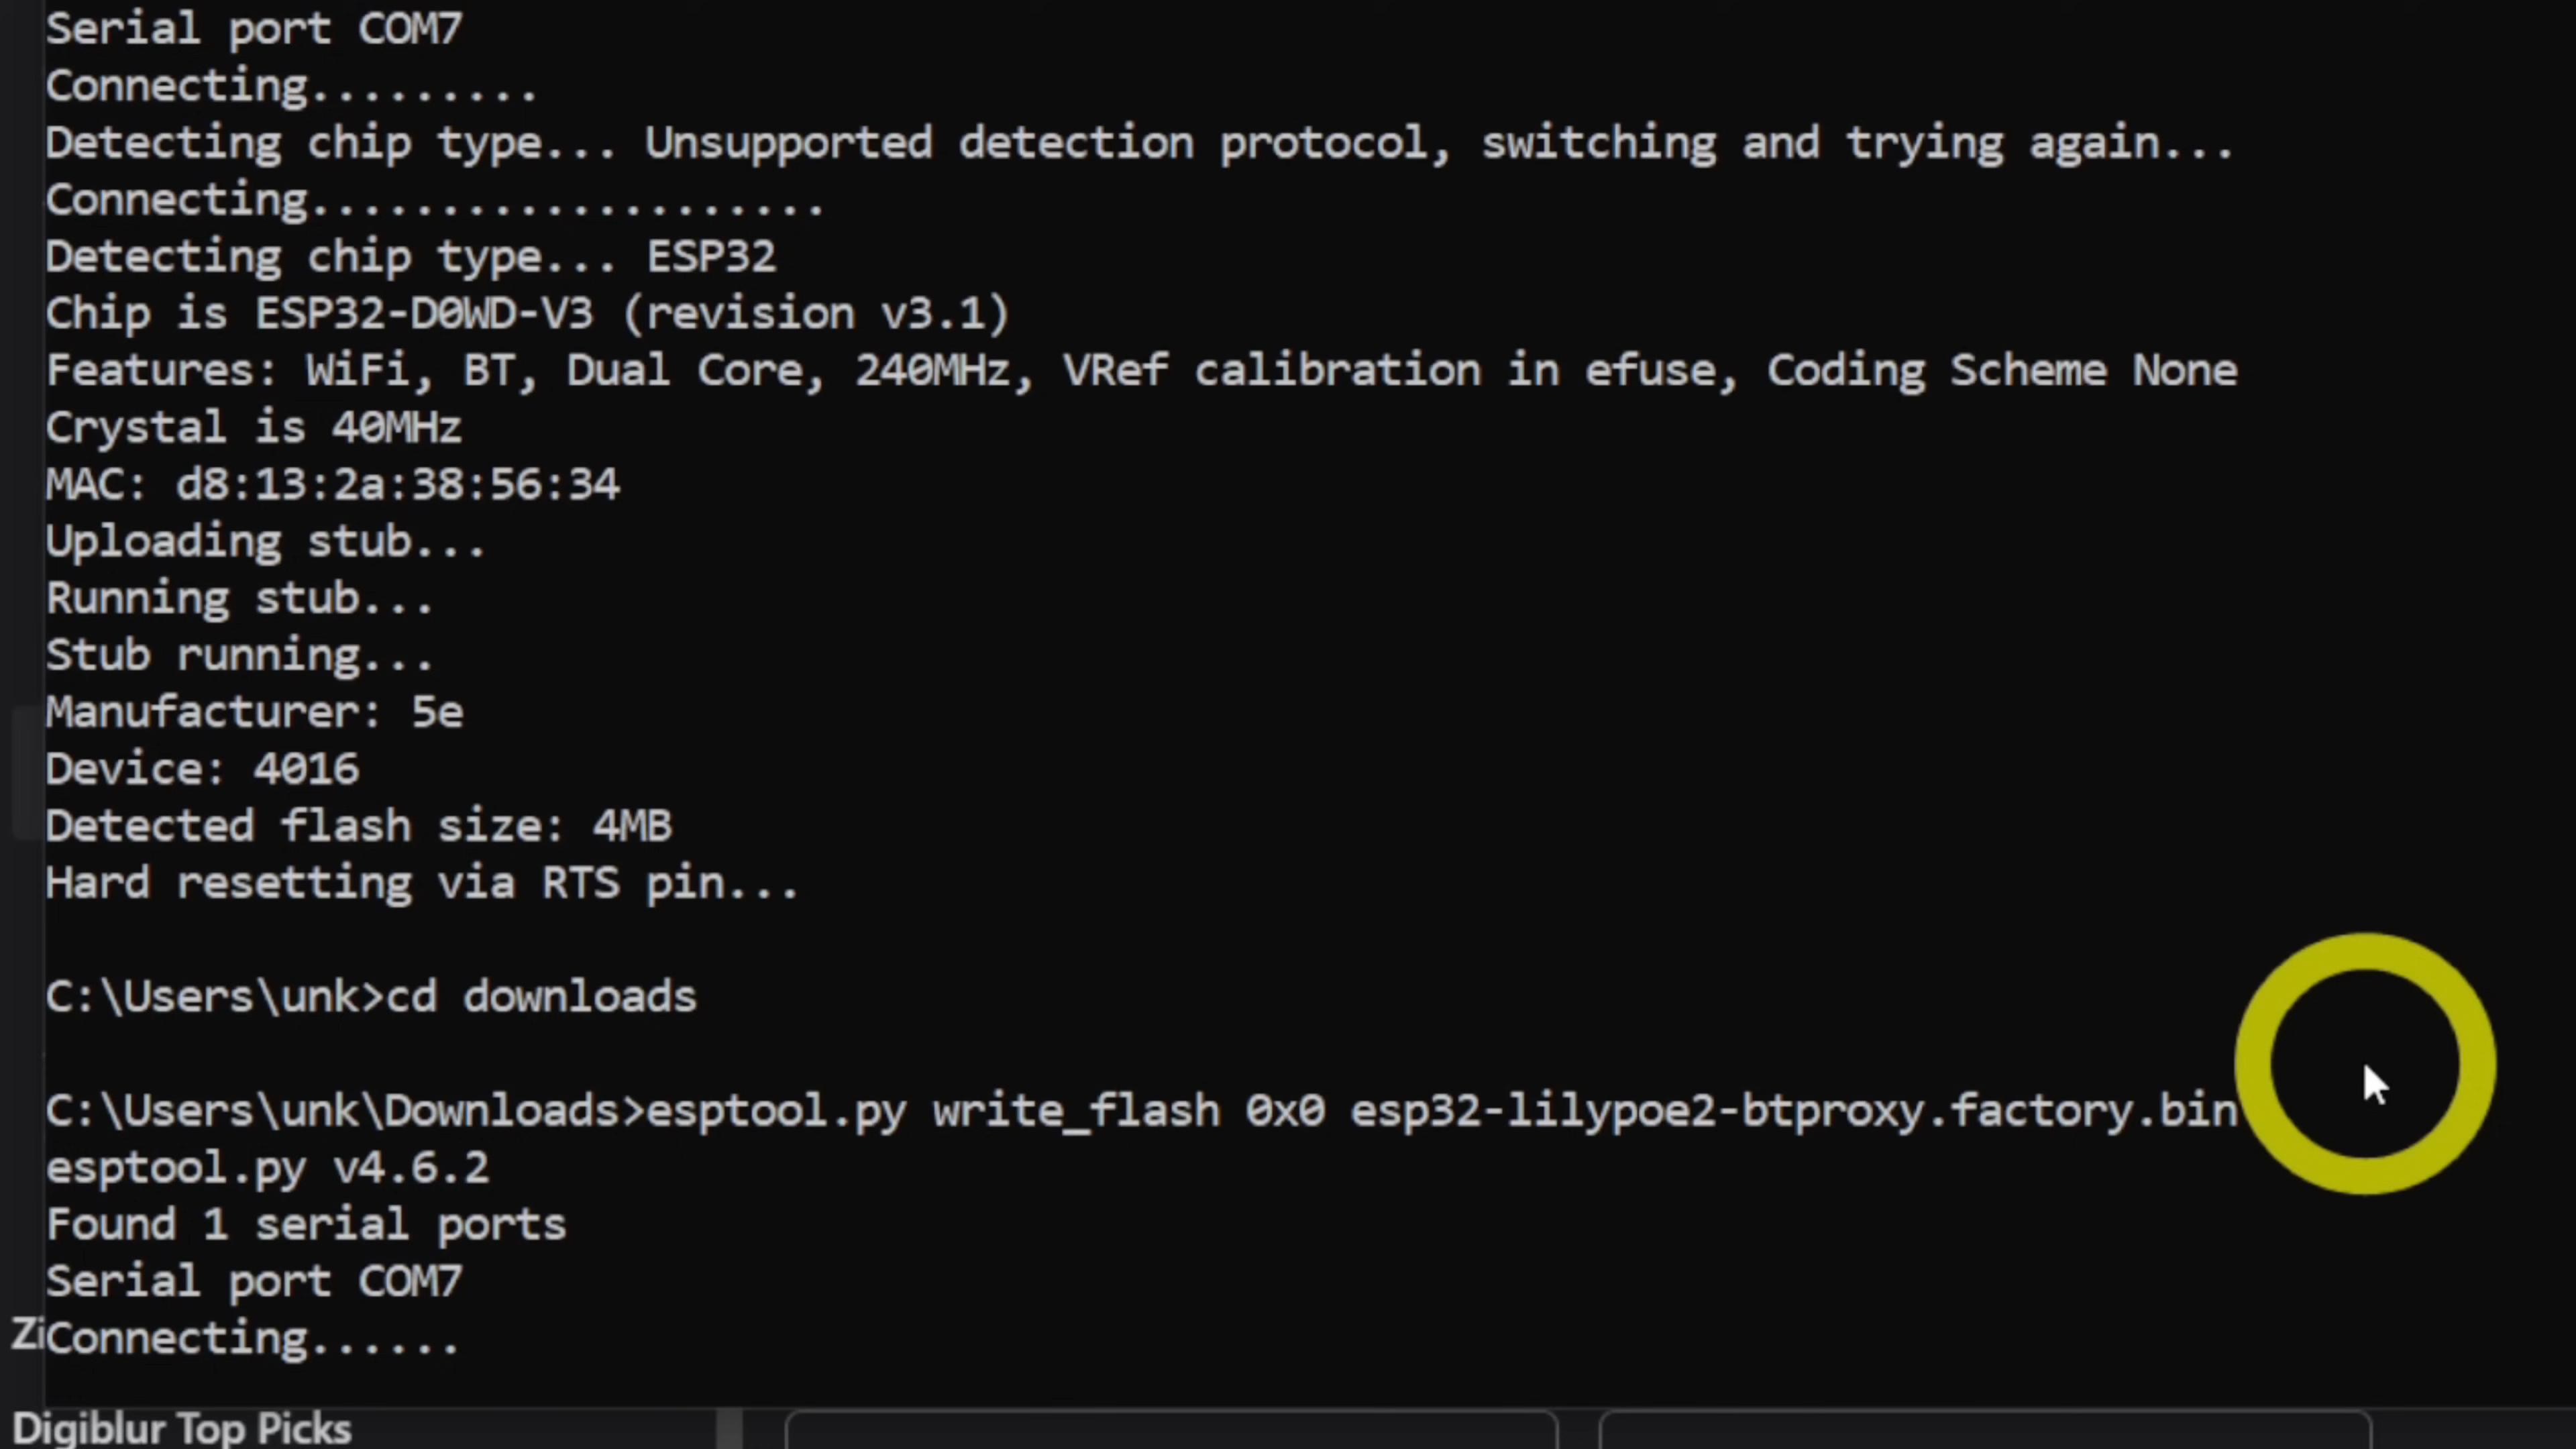 Serial port COM7
Connecting.........
Detecting chip type... Unsupported detection protocol, switching and trying again...
Connecting....................
Detecting chip type... ESP32
Chip is ESP32-D0WD-V3 (revision v3.1)
Features: WiFi, BT, Dual Core, 240MHz, VRef calibration in efuse, Coding Scheme None
Crystal is 40MHz
MAC: d8:13:2a:38:56:34
Uploading stub...
Running stub...
Stub running...
Manufacturer: 5e
Device: 4016
Detected flash size: 4MB
Hard resetting via RTS pin...
C:\Users\unk>cd downloads
C:\Users\unk\Downloads>esptool.py write_flash 0x0 esp32-lilypoe2-btproxy.factory.bin
esptool.py v4.6.2
Found 1 serial ports
Serial port COM7
Connecting......
Digiblur Top Picks